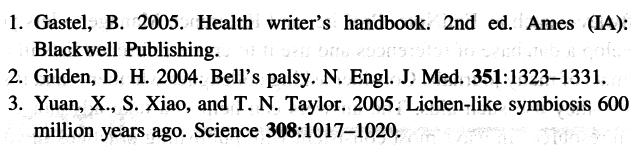 1. Gastel, B. 2005. Health writer's handbook. 2nd ed. Ames (IA):
Blackwell Publishing.
2. Gilden, D. H. 2004. Bell's palsy. N. Engl. J. Med. 351:1323–1331.
3. Yuan, X., S. Xiao, and T. N. Taylor. 2005. Lichen-like symbiosis 600
million years ago. Science 308:1017–1020.